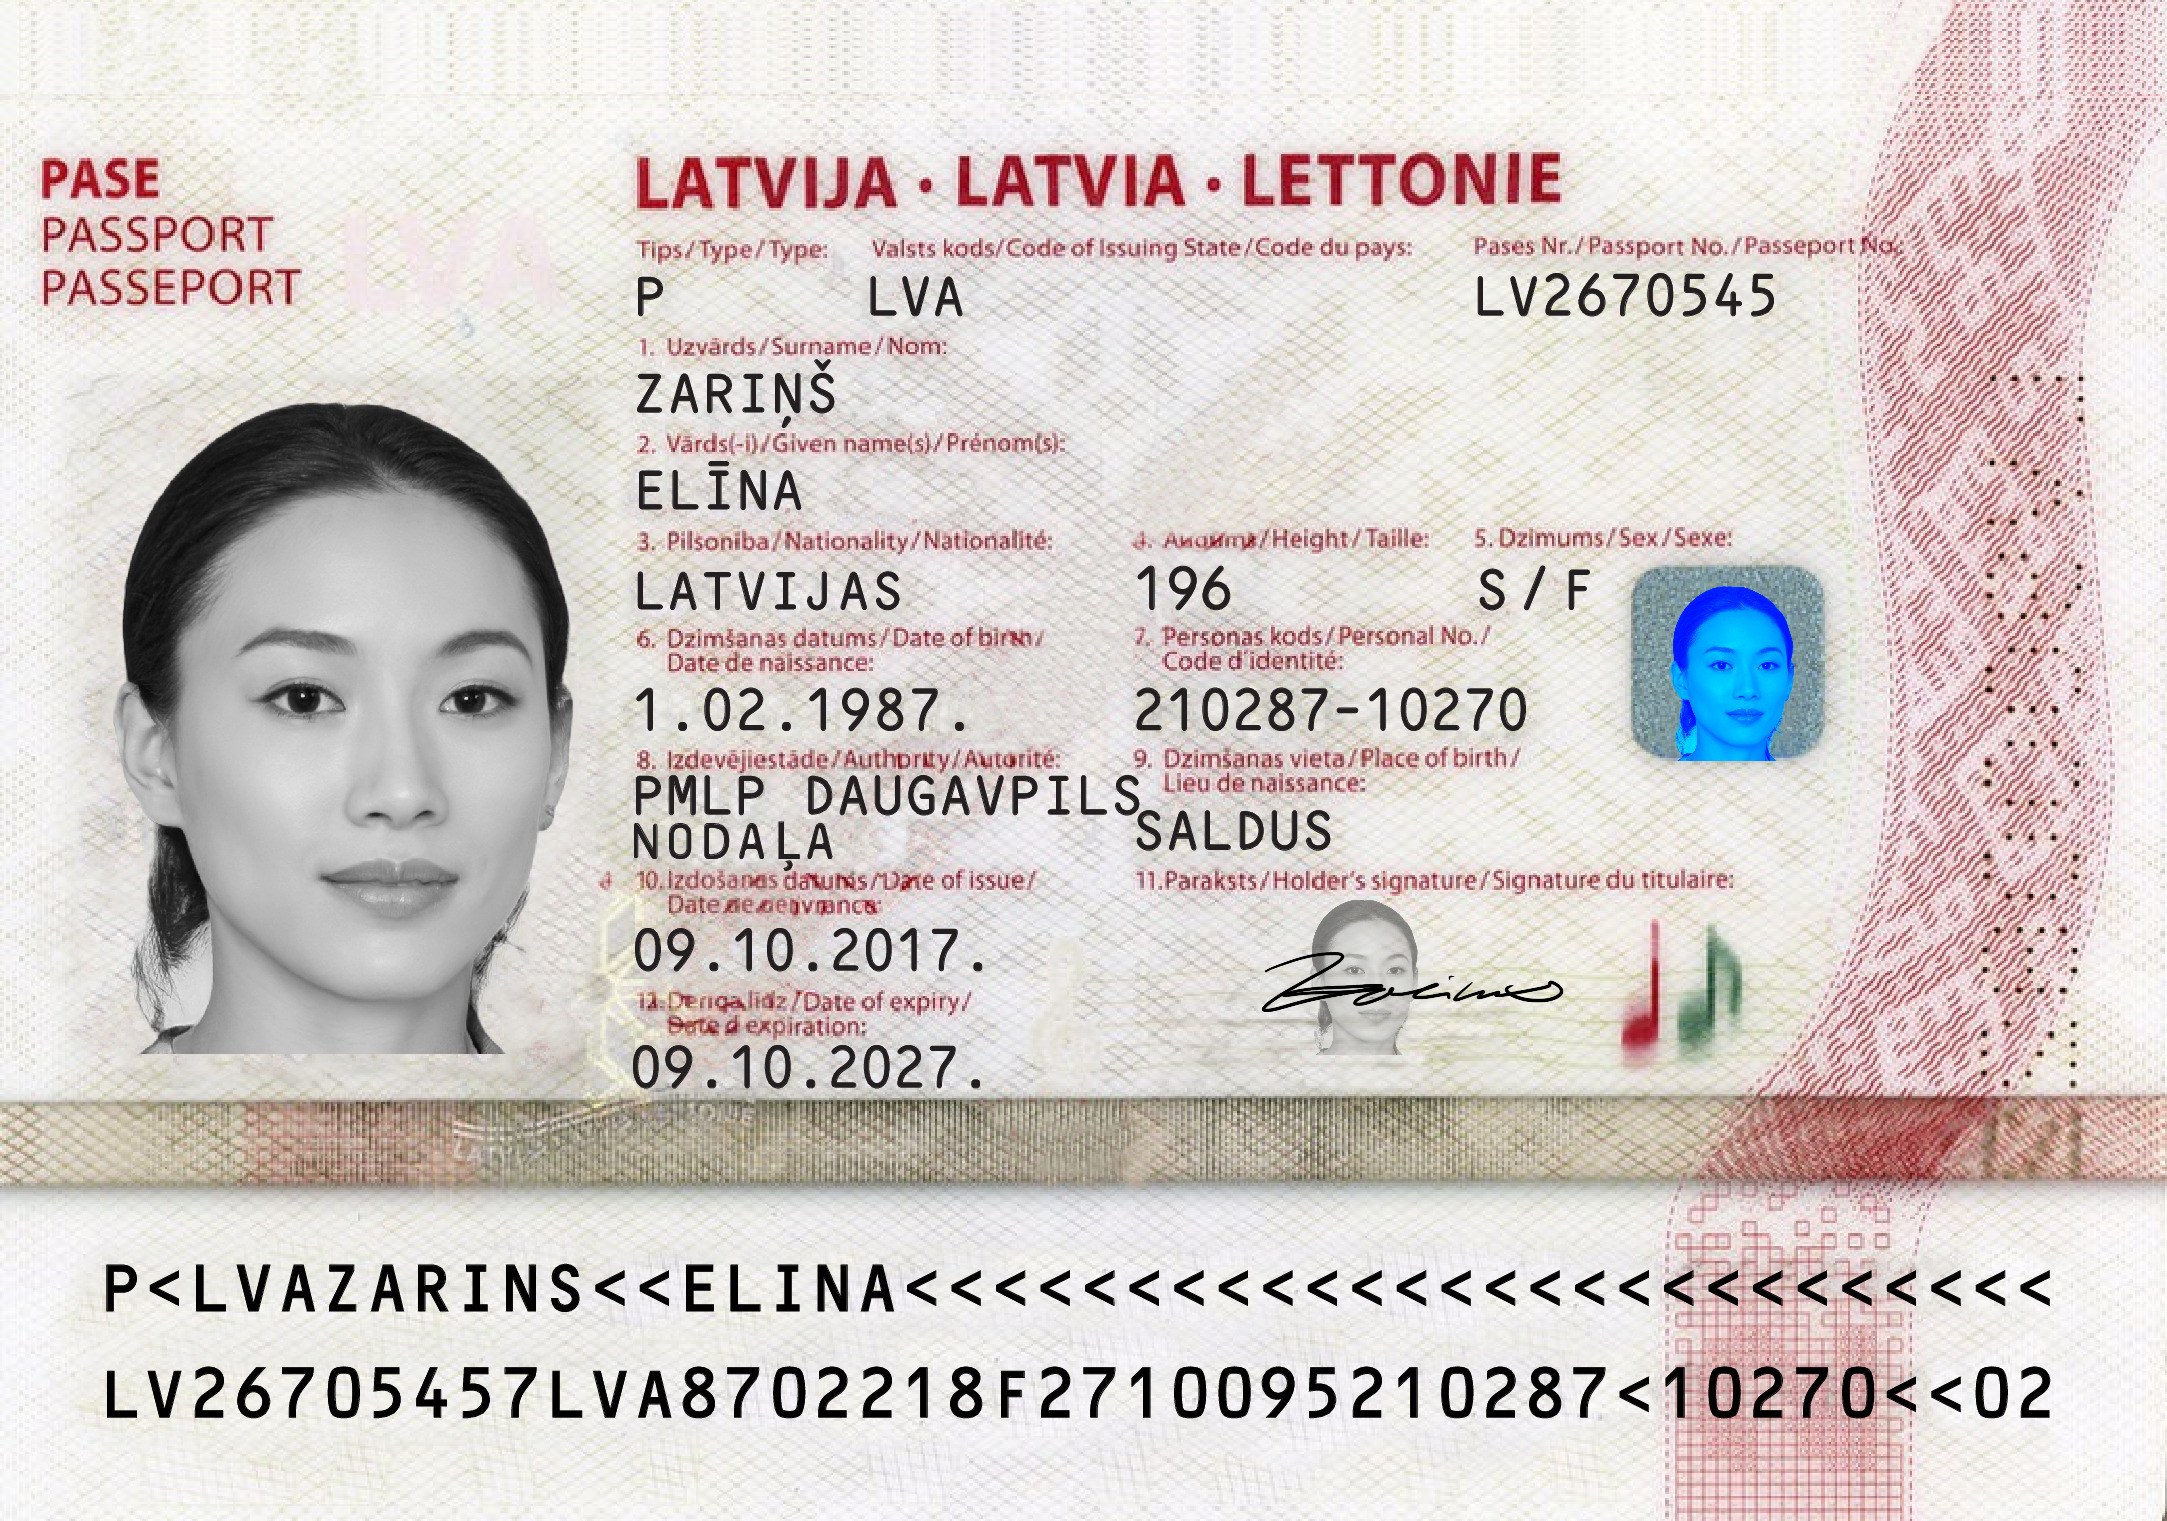 PASE
PASSPORT
PASSEPORT
LVA
LATVIJA · LATVIA · LETTONIE
Tips/Type/Type: Valsts kods/Code of Issuing State/Code du pays: Pases Nr./Passport No./Passeport No.:
P LVA LV2670545
1. Uzvārds/Surname/Nom:
ZARIŅŠ
2. Vārds(-i)/Given name(s)/Prénom(s):
ELĪNA
3. Pilsonība/Nationality/Nationalité: 4. Augums/Height/Taille: 5. Dzimums/Sex/Sexe:
LATVIJAS 196 S/F
6. Dzimšanas datums/Date of birth/ 7. Personas kods/Personal No./
Date de naissance: Code d'identité:
1.02.1987. 210287-10270
8. Izdevējiestāde/Authority/Autorité: 9. Dzimšanas vieta/Place of birth/
Lieu de naissance:
PMLP DAUGAVPILS
NODAĻA SALDUS
10. Izdošanas datums/Date of issue/ 11. Paraksts/Holder's signature/Signature du titulaire:
Date de délivrance:
09.10.2017.
12. Derīga līdz/Date of expiry/
Date d'expiration:
09.10.2027.
P<LVAZARINS<<ELINA<<<<<<<<<<<<<<<<<<<<<<<<<<
LV26705457LVA8702218F2710095210287<10270<<02